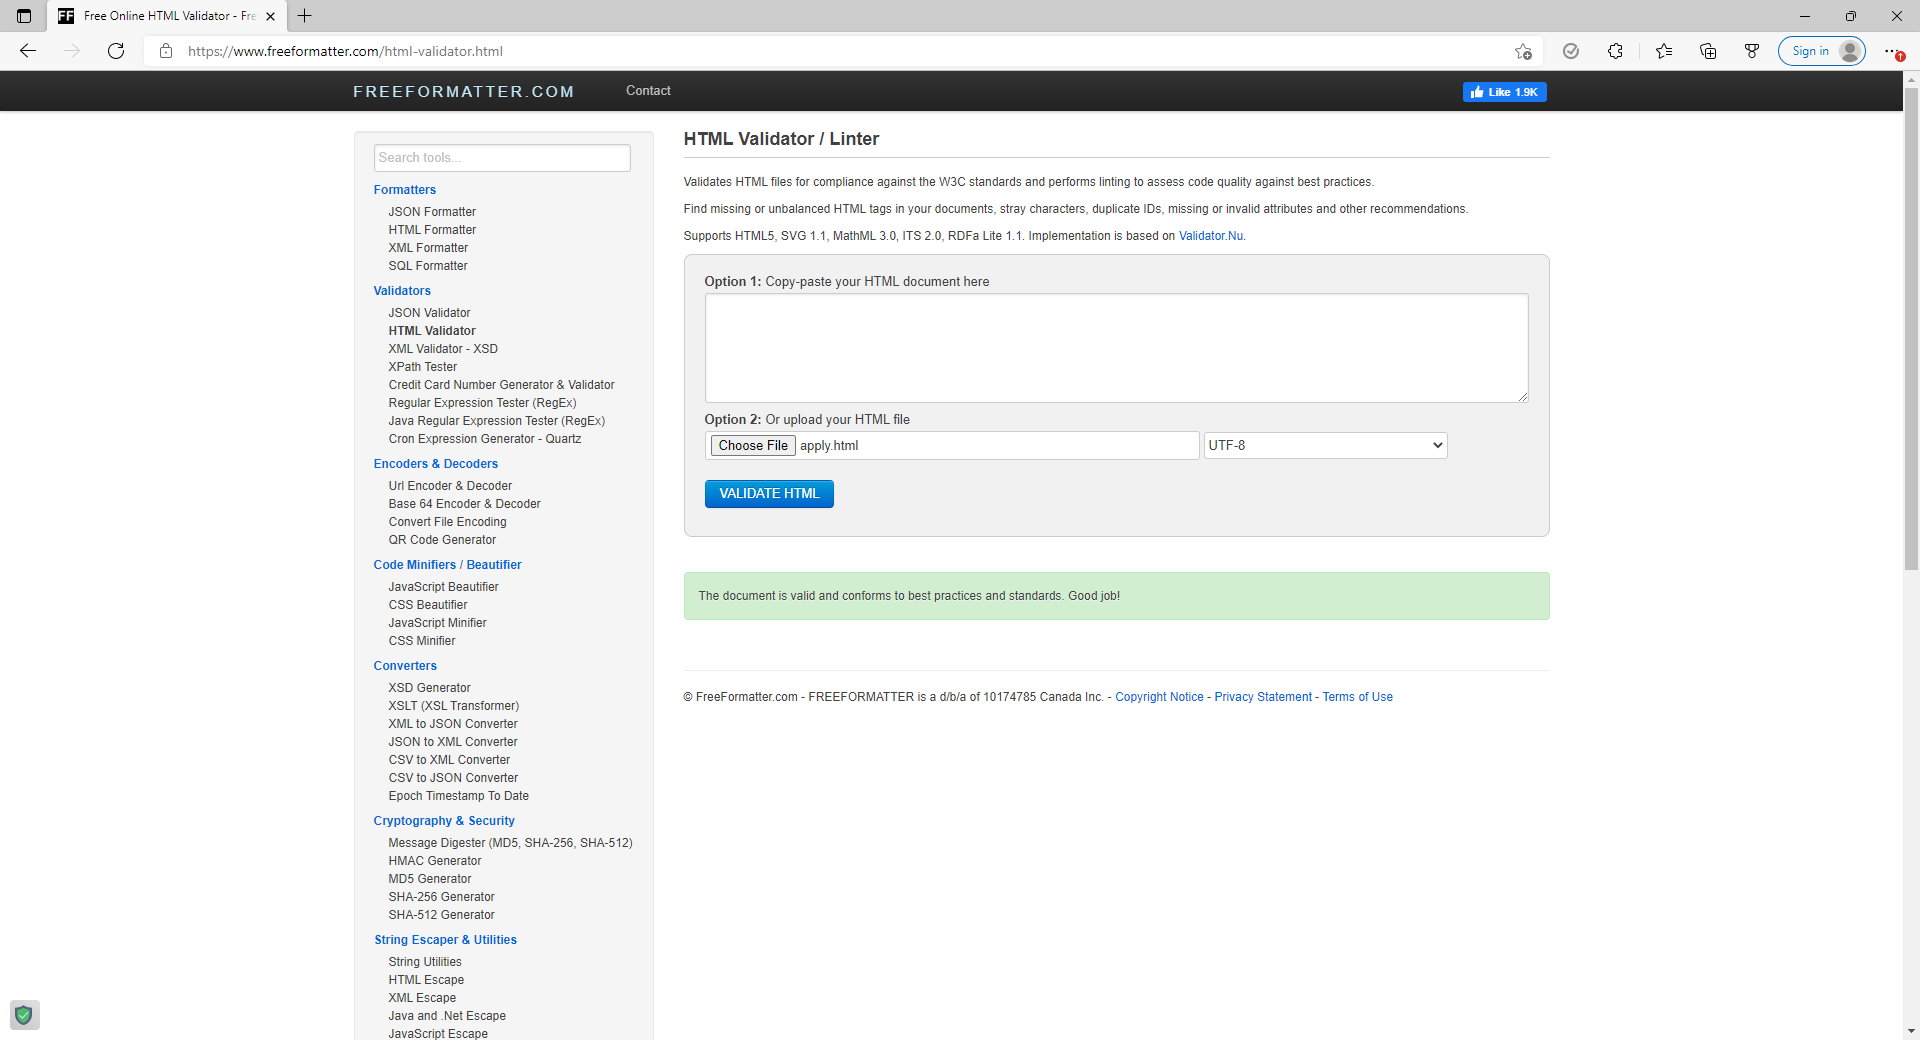 Free Online HTML Validator - Fre
https://www.freeformatter.com/html-validator.html
Sign in
FREEFORMATTER.COM
Contact
Like 1.9K
Search tools...
Formatters
JSON Formatter
HTML Formatter
XML Formatter
SQL Formatter
Validators
JSON Validator
HTML Validator
XML Validator - XSD
XPath Tester
Credit Card Number Generator & Validator
Regular Expression Tester (RegEx)
Java Regular Expression Tester (RegEx)
Cron Expression Generator - Quartz
Encoders & Decoders
Url Encoder & Decoder
Base 64 Encoder & Decoder
Convert File Encoding
QR Code Generator
Code Minifiers / Beautifier
JavaScript Beautifier
CSS Beautifier
JavaScript Minifier
CSS Minifier
Converters
XSD Generator
XSLT (XSL Transformer)
XML to JSON Converter
JSON to XML Converter
CSV to XML Converter
CSV to JSON Converter
Epoch Timestamp To Date
Cryptography & Security
Message Digester (MD5, SHA-256, SHA-512)
HMAC Generator
MD5 Generator
SHA-256 Generator
SHA-512 Generator
String Escaper & Utilities
String Utilities
HTML Escape
XML Escape
Java and .Net Escape
JavaScript Escape
HTML Validator / Linter
Validates HTML files for compliance against the W3C standards and performs linting to assess code quality against best practices.
Find missing or unbalanced HTML tags in your documents, stray characters, duplicate IDs, missing or invalid attributes and other recommendations.
Supports HTML5, SVG 1.1, MathML 3.0, ITS 2.0, RDFa Lite 1.1. Implementation is based on Validator.Nu.
Option 1: Copy-paste your HTML document here
Option 2: Or upload your HTML file
Choose File apply.html
UTF-8
VALIDATE HTML
The document is valid and conforms to best practices and standards. Good job!
© FreeFormatter.com - FREEFORMATTER is a d/b/a of 10174785 Canada Inc. - Copyright Notice - Privacy Statement - Terms of Use